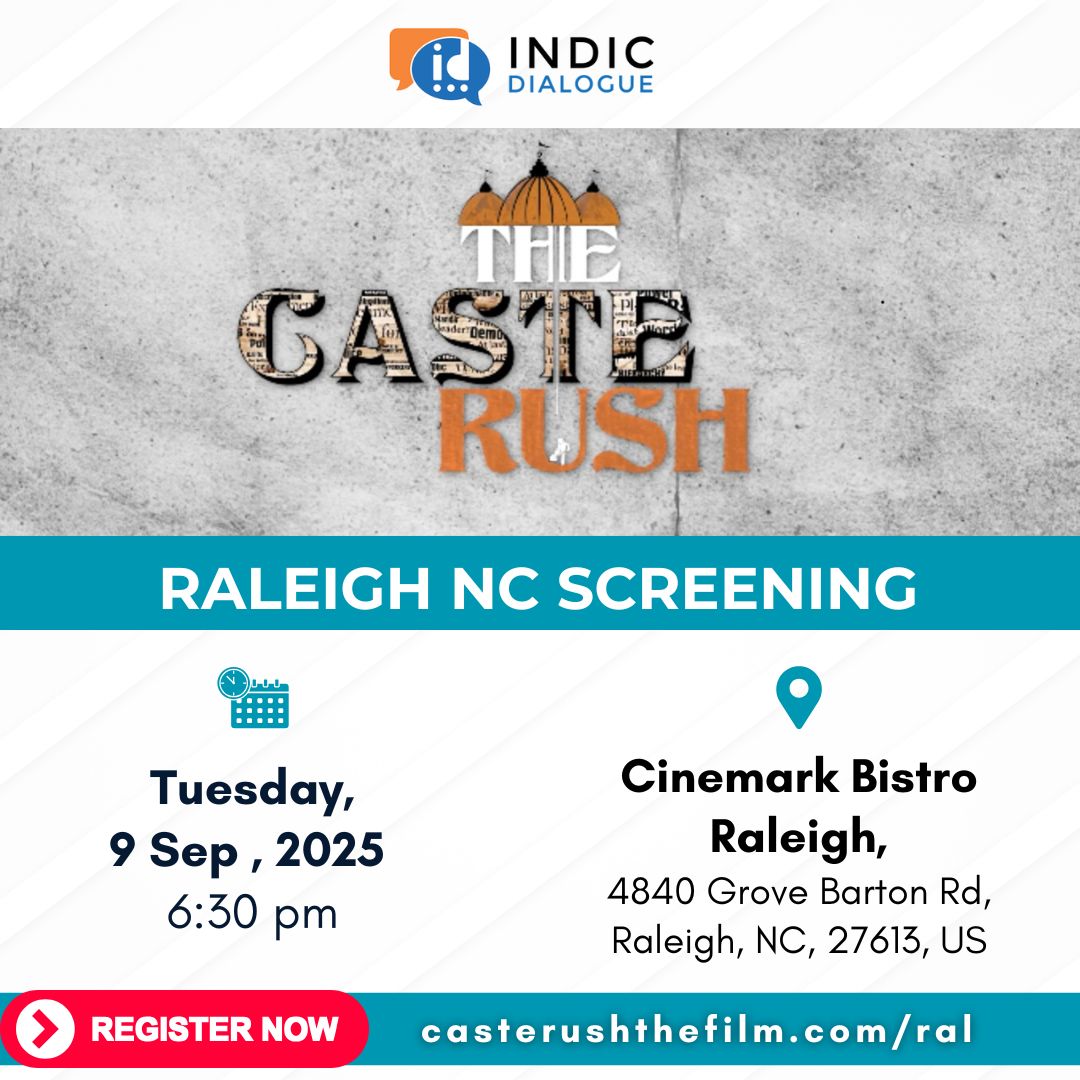 id
INDIC
DIALOGUE
THE
CASTE
RUSH
RALEIGH NC SCREENING
Tuesday,
9 Sep , 2025
6:30 pm
Cinemark Bistro
Raleigh,
4840 Grove Barton Rd,
Raleigh, NC, 27613, US
REGISTER NOW
casterushthefilm.com/ral